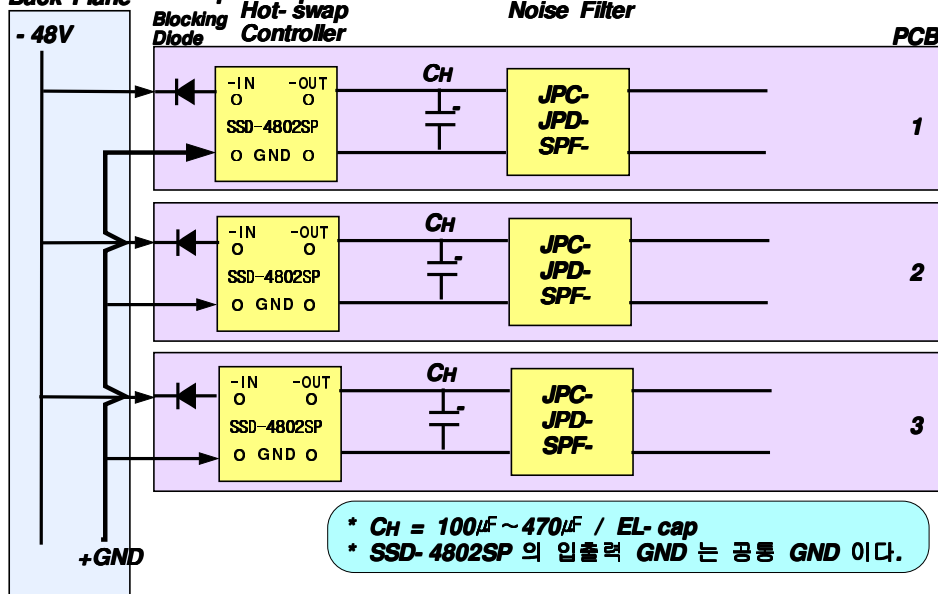 Back Plane
Blocking
Diode
Hot-swap
Controller
Noise Filter
PCB
- 48V
-IN -OUT
SSD-4802SP
GND
CH
JPC-
JPD-
SPF-
1
-IN -OUT
SSD-4802SP
GND
CH
JPC-
JPD-
SPF-
2
-IN -OUT
SSD-4802SP
GND
CH
JPC-
JPD-
SPF-
3
+GND
* CH = 100μF~470μF / EL-cap
* SSD-4802SP 의 입출력 GND 는 공통 GND 이다.